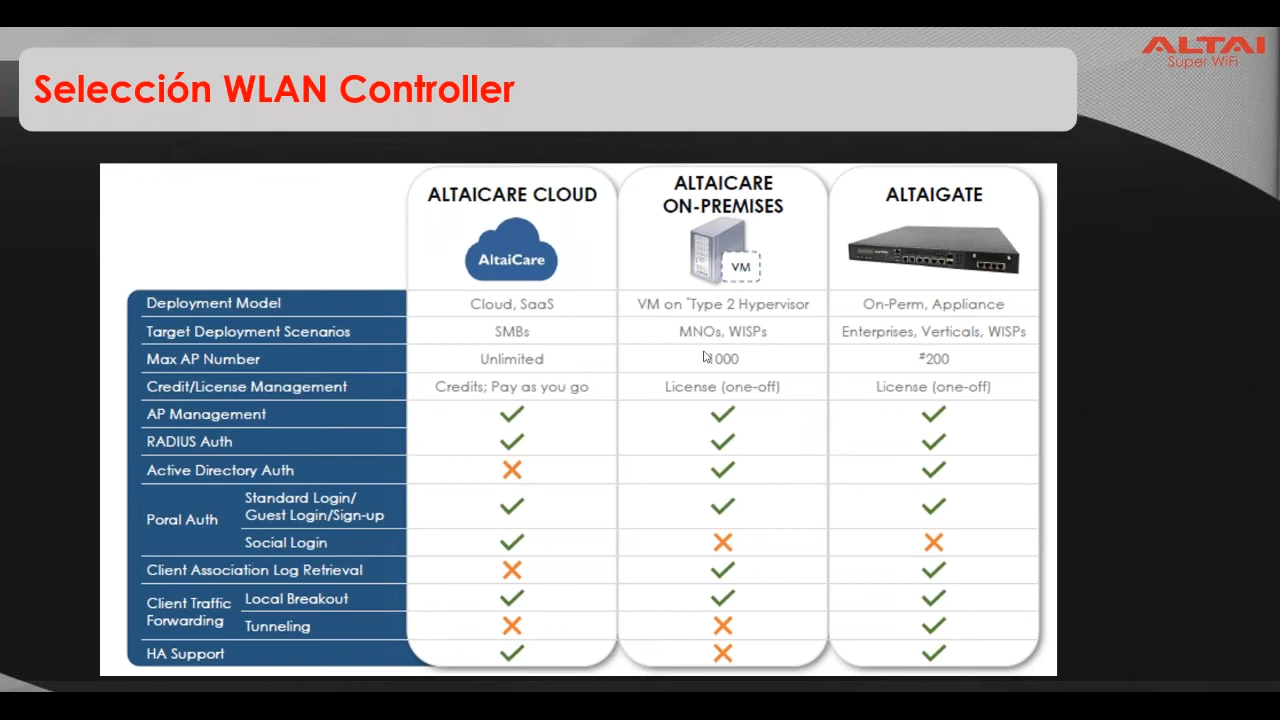 ALTAI
Super WiFi
Selección WLAN Controller
ALTAICARE CLOUD
ALTAICARE
ON-PREMISES
ALTAIGATE
AltaiCare
VM
Deployment Model Cloud, SaaS VM on *Type 2 Hypervisor On-Perm, Appliance
Target Deployment Scenarios SMBs MNOs, WISPs Enterprises, Verticals, WISPs
Max AP Number Unlimited 1000 #200
Credit/License Management Credits; Pay as you go License (one-off) License (one-off)
AP Management ✓ ✓ ✓
RADIUS Auth ✓ ✓ ✓
Active Directory Auth ✕ ✓ ✓
Poral Auth
Standard Login/
Guest Login/Sign-up ✓ ✓ ✓
Social Login ✓ ✕ ✕
Client Association Log Retrieval ✕ ✓ ✓
Client Traffic
Forwarding
Local Breakout ✓ ✓ ✓
Tunneling ✕ ✕ ✓
HA Support ✓ ✕ ✓